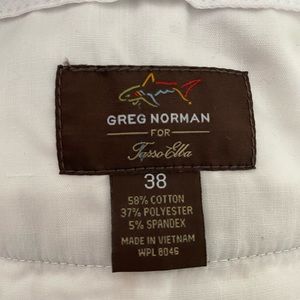 GREG NORMAN
FOR
Tasso Elba
38
58% COTTON
37% POLYESTER
5% SPANDEX
MADE IN VIETNAM
WPL 8046